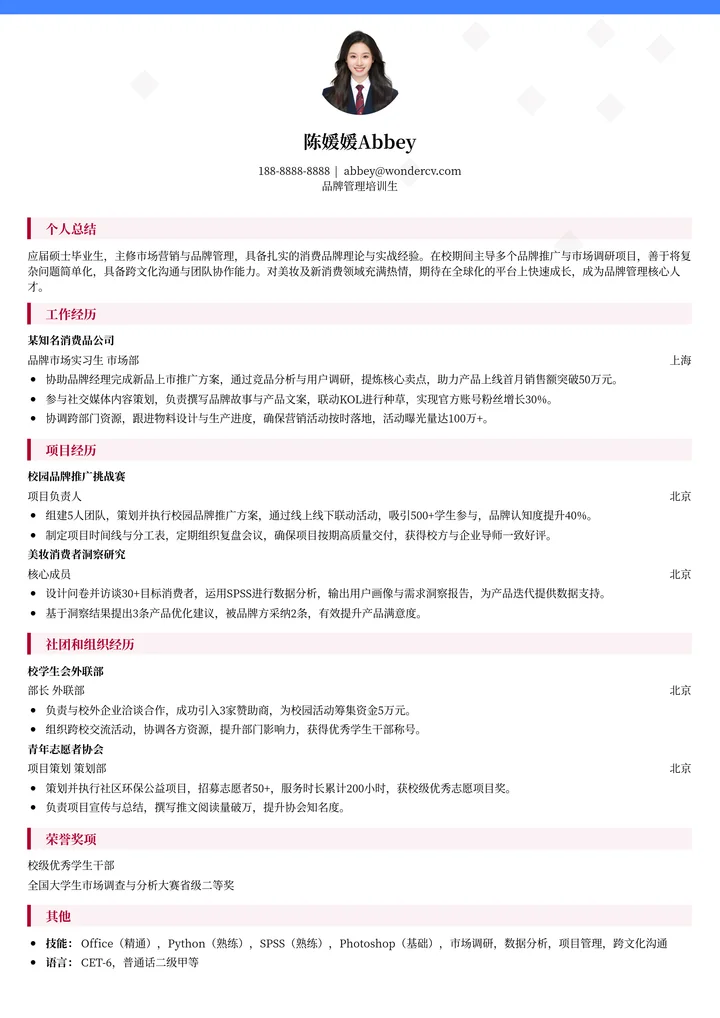 陈媛媛Abbey
188-8888-8888 | abbey@wondercv.com
品牌管理培训生
个人总结
应届硕士毕业生，主修市场营销与品牌管理，具备扎实的消费品牌理论与实战经验。在校期间主导多个品牌推广与市场调研项目，善于将复
杂问题简单化，具备跨文化沟通与团队协作能力。对美妆及新消费领域充满热情，期待在全球化的平台上快速成长，成为品牌管理核心人
才。
工作经历
某知名消费品公司
品牌市场实习生 市场部 上海
• 协助品牌经理完成新品上市推广方案，通过竞品分析与用户调研，提炼核心卖点，助力产品上线首月销售额突破50万元。
• 参与社交媒体内容策划，负责撰写品牌故事与产品文案，联动KOL进行种草，实现官方账号粉丝增长30%。
• 协调跨部门资源，跟进物料设计与生产进度，确保营销活动按时落地，活动曝光量达100万+。
项目经历
校园品牌推广挑战赛
项目负责人 北京
• 组建5人团队，策划并执行校园品牌推广方案，通过线上线下联动活动，吸引500+学生参与，品牌认知度提升40%。
• 制定项目时间线与分工表，定期组织复盘会议，确保项目按期高质量交付，获得校方与企业导师一致好评。
美妆消费者洞察研究
核心成员 北京
• 设计问卷并访谈30+目标消费者，运用SPSS进行数据分析，输出用户画像与需求洞察报告，为产品迭代提供数据支持。
• 基于洞察结果提出3条产品优化建议，被品牌方采纳2条，有效提升产品满意度。
社团和组织经历
校学生会外联部
部长 外联部 北京
• 负责与校外企业洽谈合作，成功引入3家赞助商，为校园活动筹集资金5万元。
• 组织跨校交流活动，协调各方资源，提升部门影响力，获得优秀学生干部称号。
青年志愿者协会
项目策划 策划部 北京
• 策划并执行社区环保公益项目，招募志愿者50+，服务时长累计200小时，获校级优秀志愿项目奖。
• 负责项目宣传与总结，撰写推文阅读量破万，提升协会知名度。
荣誉奖项
校级优秀学生干部
全国大学生市场调查与分析大赛省级二等奖
其他
• 技能： Office（精通）, Python（熟练）, SPSS（熟练）, Photoshop（基础）, 市场调研，数据分析，项目管理，跨文化沟通
• 语言： CET-6，普通话二级甲等